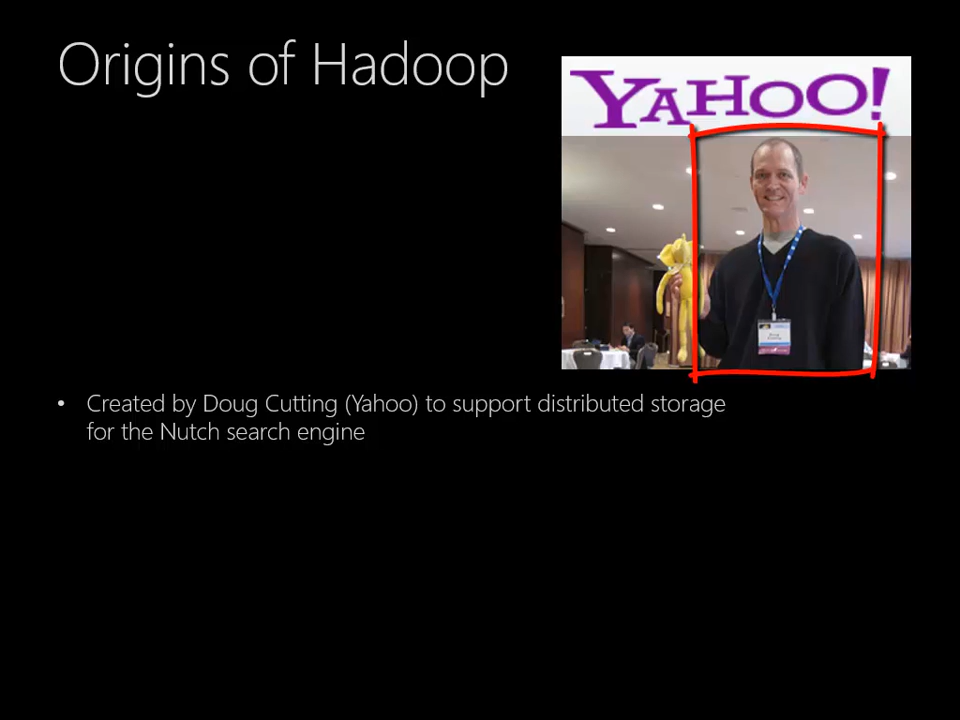 Origins of Hadoop
YAHOO!
• Created by Doug Cutting (Yahoo) to support distributed storage
for the Nutch search engine